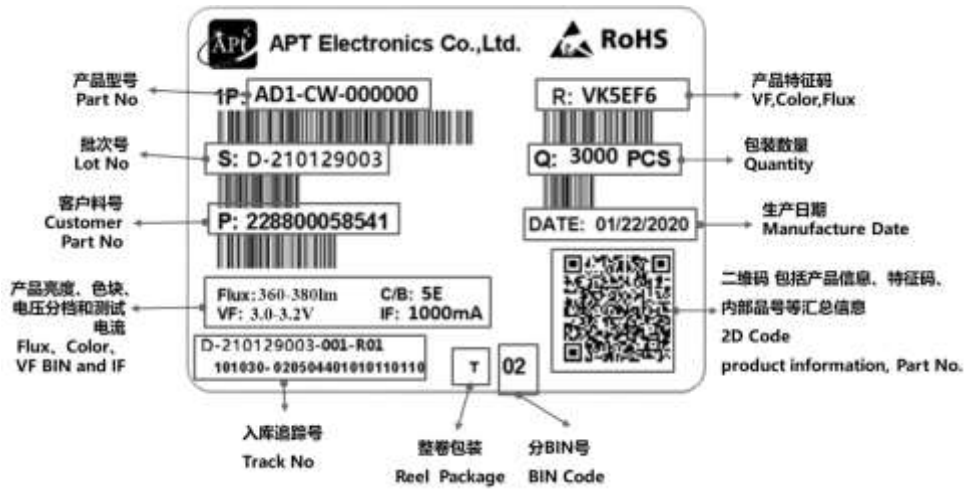 APT
APT Electronics Co.,Ltd.
RoHS
产品型号
Part No
1P: AD1-CW-000000
R: VK5EF6
产品特征码
VF,Color,Flux
批次号
Lot No
S: D-210129003
Q: 3000 PCS
包装数量
Quantity
客户料号
Customer
Part No
P: 228800058541
DATE: 01/22/2020
生产日期
Manufacture Date
产品亮度、色块、
电压分档和测试
电流
Flux、Color、
VF BIN and IF
Flux:360-380lm
C/B: 5E
VF: 3.0-3.2V
IF: 1000mA
二维码 包括产品信息、特征码、
内部品号等汇总信息
2D Code
product information, Part No.
D-210129003-001-R01
101030-020504401010110110
T
02
入库追踪号
Track No
整卷包装
Reel Package
分BIN号
BIN Code